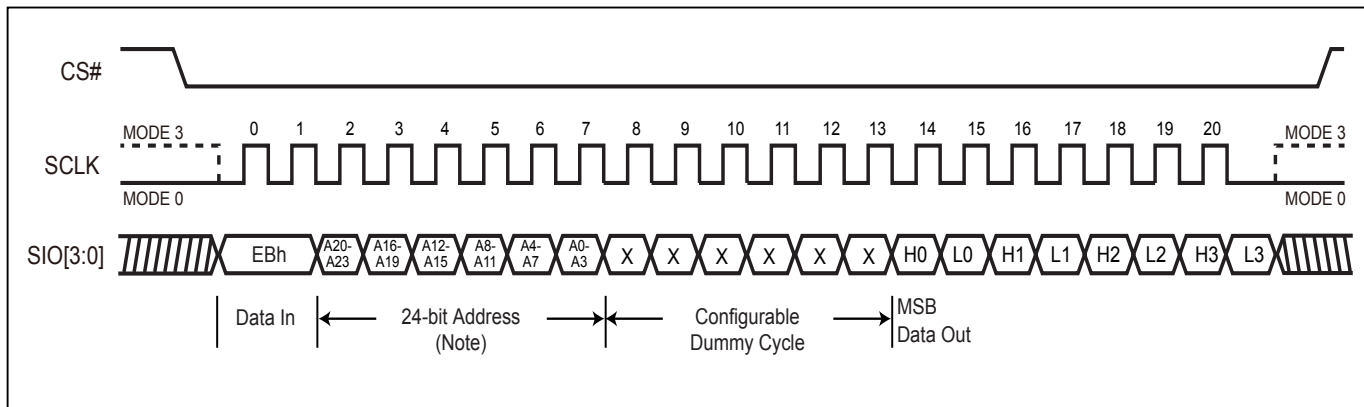 CS#
MODE 3
0 1 2 3 4 5 6 7 8 9 10 11 12 13 14 15 16 17 18 19 20
MODE 3
SCLK
MODE 0
MODE 0
SIO[3:0]
EBh
A20-
A23
A16-
A19
A12-
A15
A8-
A11
A4-
A7
A0-
A3
X X X X X X
H0 L0 H1 L1 H2 L2 H3 L3
Data In
24-bit Address
(Note)
Configurable
Dummy Cycle
MSB
Data Out